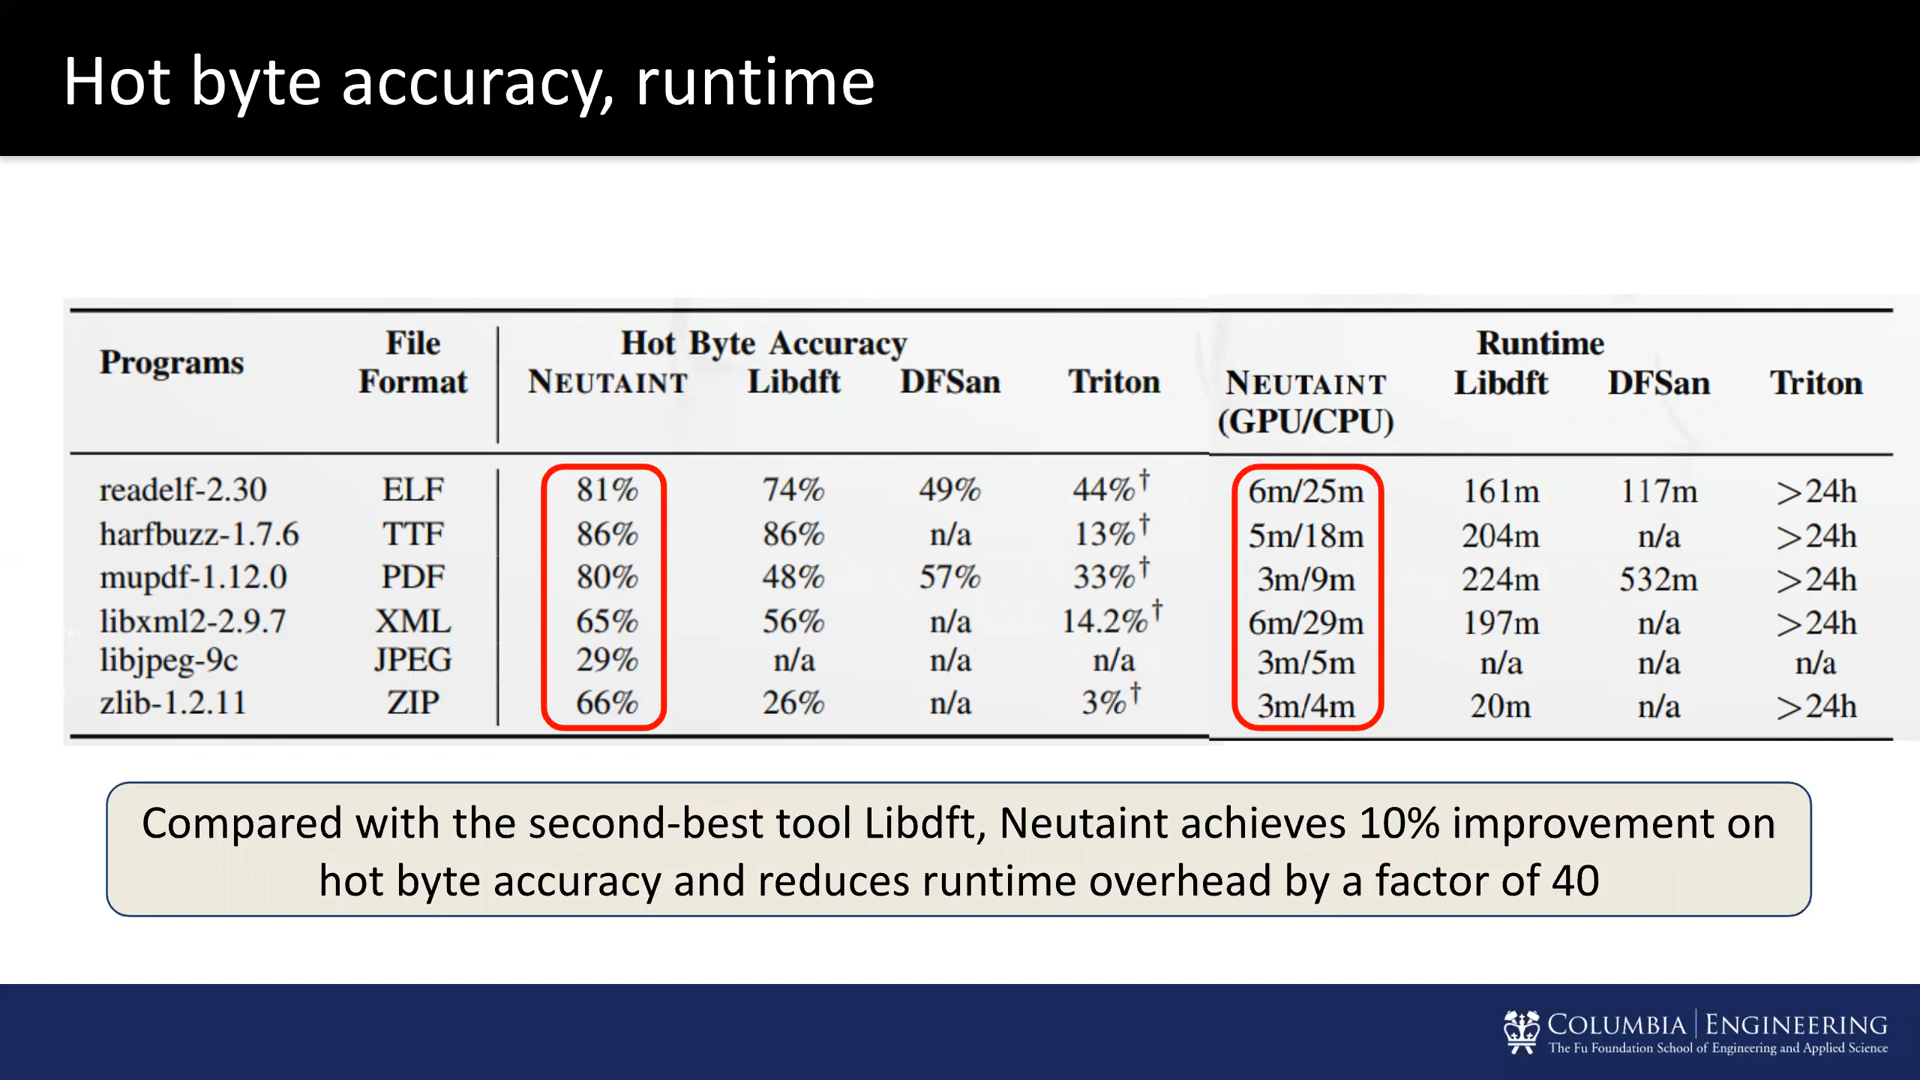 Hot byte accuracy, runtime
Programs File Format Hot Byte Accuracy Runtime
NEUTAINT Libdft DFSan Triton NEUTAINT (GPU/CPU) Libdft DFSan Triton
readelf-2.30 ELF 81% 74% 49% 44%† 6m/25m 161m 117m >24h
harfbuzz-1.7.6 TTF 86% 86% n/a 13%† 5m/18m 204m n/a >24h
mupdf-1.12.0 PDF 80% 48% 57% 33%† 3m/9m 224m 532m >24h
libxml2-2.9.7 XML 65% 56% n/a 14.2%† 6m/29m 197m n/a >24h
libjpeg-9c JPEG 29% n/a n/a n/a 3m/5m n/a n/a n/a
zlib-1.2.11 ZIP 66% 26% n/a 3%† 3m/4m 20m n/a >24h
Compared with the second-best tool Libdft, Neutaint achieves 10% improvement on
hot byte accuracy and reduces runtime overhead by a factor of 40
COLUMBIA | ENGINEERING
The Fu Foundation School of Engineering and Applied Science